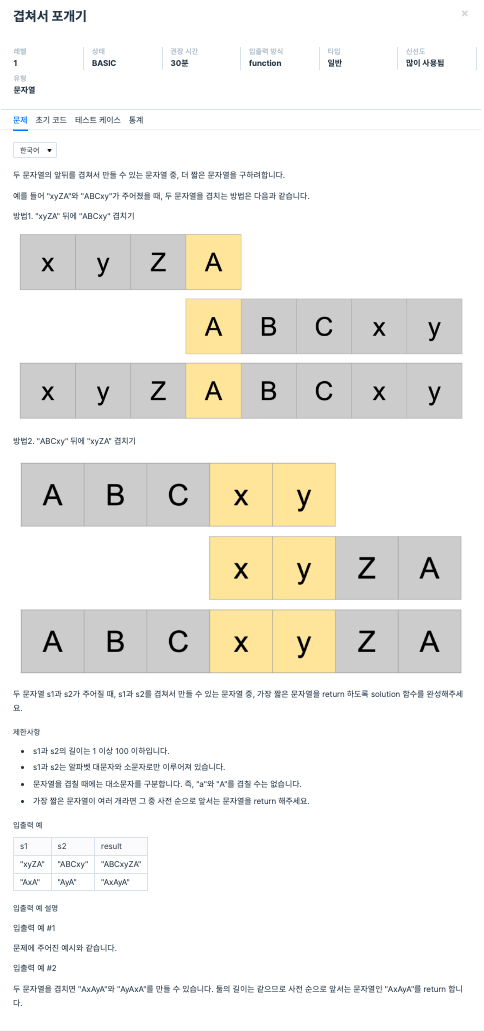 겹쳐서 포개기
×
레벨 상태 권장 시간 입출력 방식 타입 신선도
1 BASIC 30분 function 일반 많이 사용됨
유형
문자열
문제 초기 코드 테스트 케이스 통계
한국어
두 문자열의 앞뒤를 겹쳐서 만들 수 있는 문자열 중, 더 짧은 문자열을 구하려합니다.
예를 들어 "xyZA"와 "ABCxy"가 주어졌을 때, 두 문자열을 겹치는 방법은 다음과 같습니다.
방법1. "xyZA" 뒤에 "ABCxy" 겹치기
x y Z A
A B C x y
x y Z A B C x y
방법2. "ABCxy" 뒤에 "xyZA" 겹치기
A B C x y
x y Z A
A B C x y Z A
두 문자열 s1과 s2가 주어질 때, s1과 s2를 겹쳐서 만들 수 있는 문자열 중, 가장 짧은 문자열을 return 하도록 solution 함수를 완성해주세
요.
제한사항
• s1과 s2의 길이는 1 이상 100 이하입니다.
• s1과 s2는 알파벳 대문자와 소문자로만 이루어져 있습니다.
• 문자열을 겹칠 때에는 대소문자를 구분합니다. 즉, "a"와 "A"를 겹칠 수는 없습니다.
• 가장 짧은 문자열이 여러 개라면 그 중 사전 순으로 앞서는 문자열을 return 해주세요.
입출력 예
s1 s2 result
"xyZA" "ABCxy" "ABCxyZA"
"AxA" "AyA" "AxAyA"
입출력 예 설명
입출력 예 #1
문제에 주어진 예시와 같습니다.
입출력 예 #2
두 문자열을 겹치면 "AxAyA"와 "AyAxA"를 만들 수 있습니다. 둘의 길이는 같으므로 사전 순으로 앞서는 문자열인 "AxAyA"를 return 합니
다.